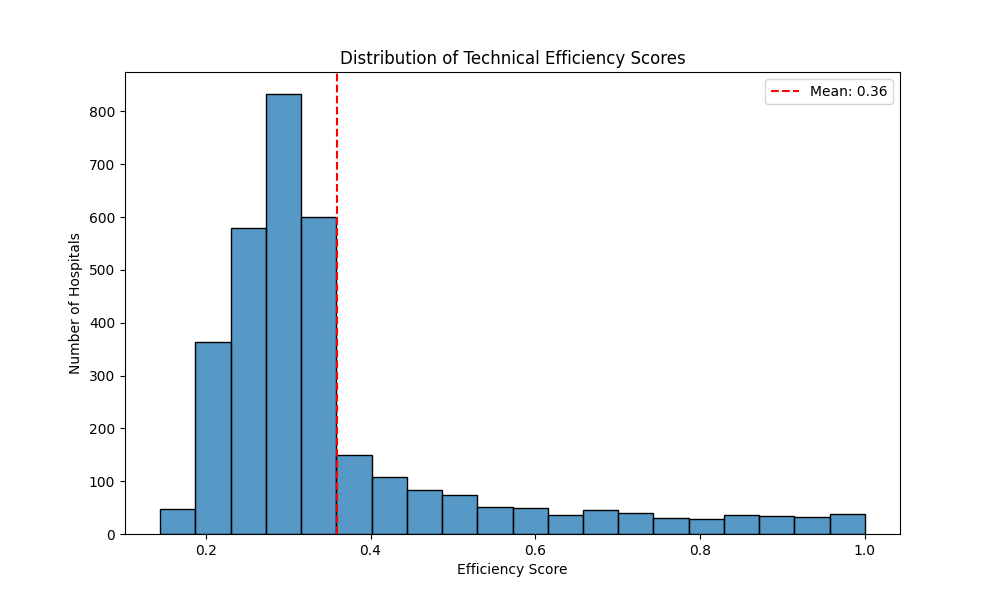 Distribution of Technical Efficiency Scores
Mean: 0.36
Number of Hospitals
800
700
600
500
400
300
200
100
0
0.2 0.4 0.6 0.8 1.0
Efficiency Score